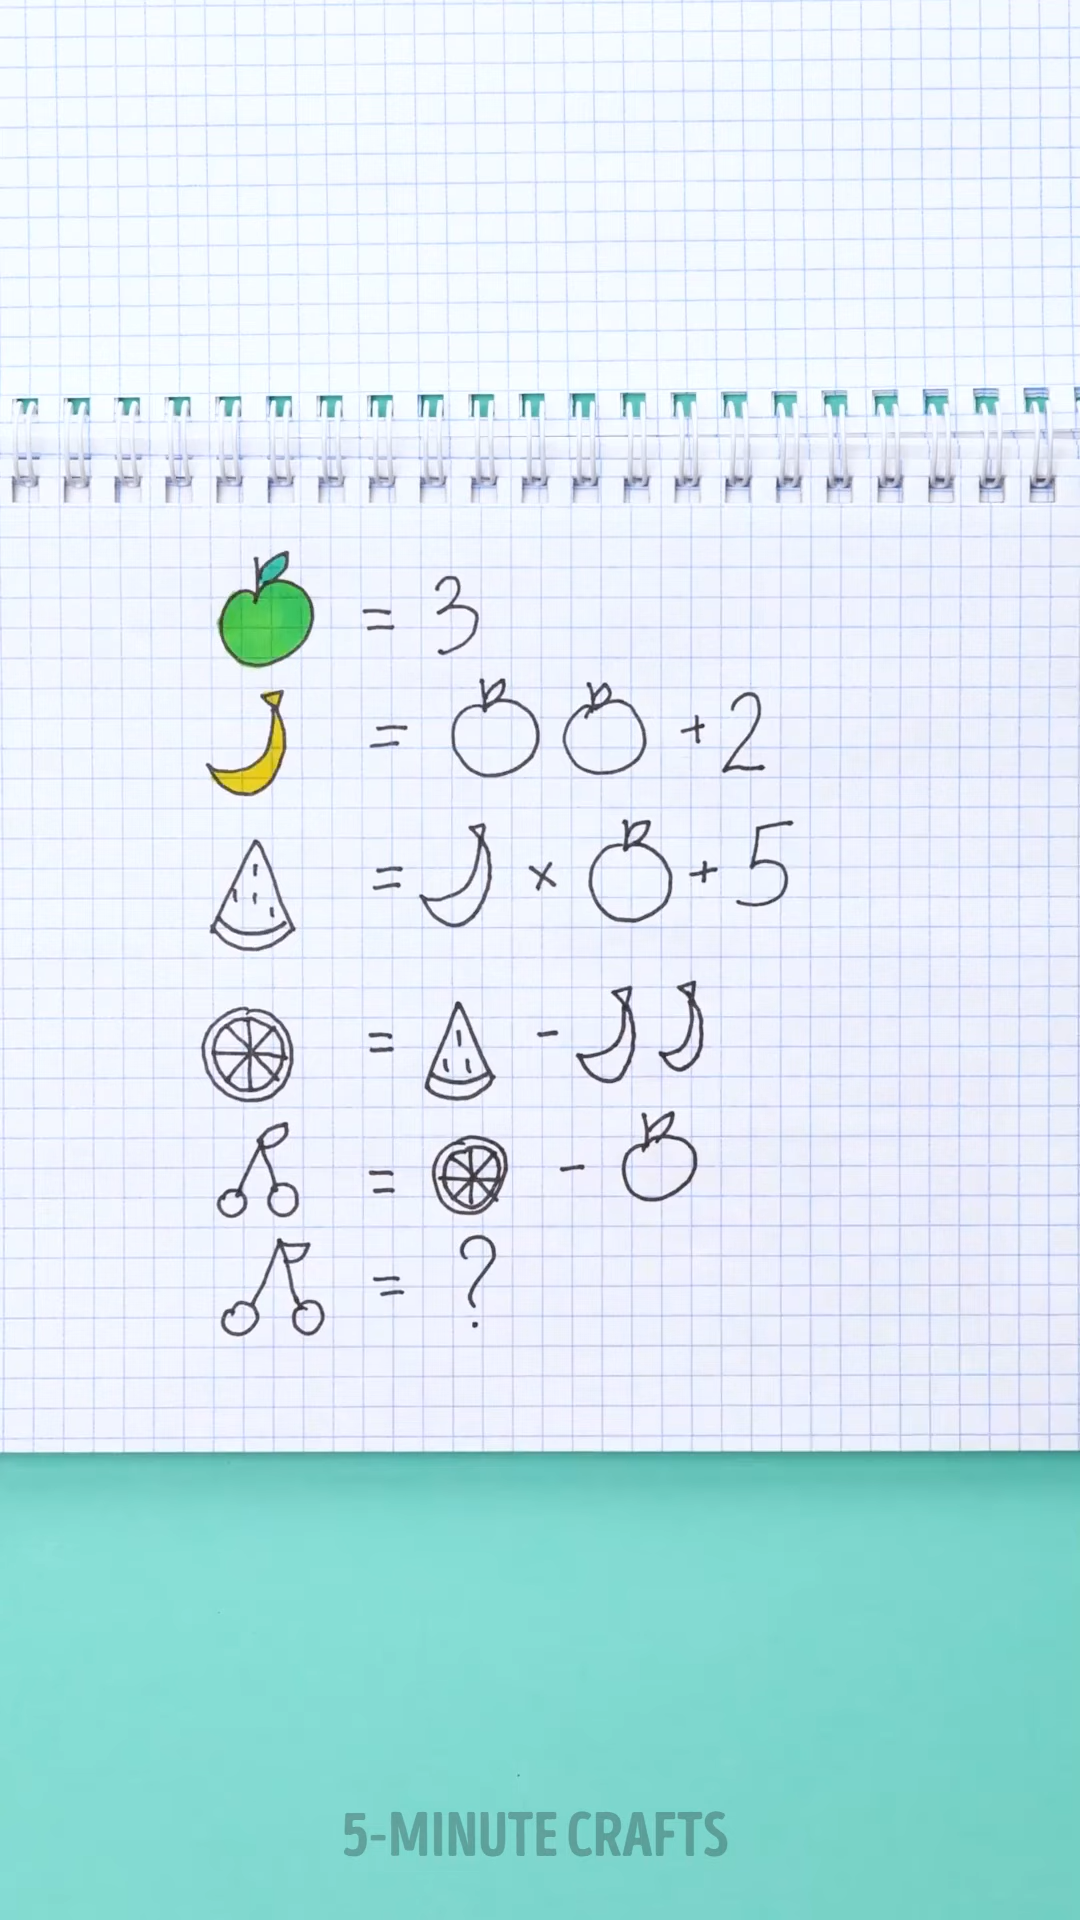 = 3
= + 2
= x + 5
= -
= -
= ?
5-MINUTE CRAFTS